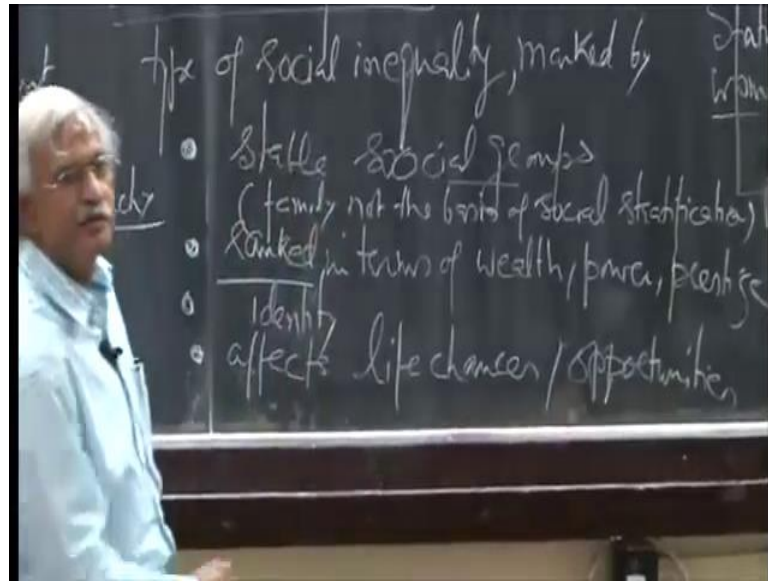 type of social inequality, marked by
stable social groups
(family not the basis of social stratification)
Ranked in terms of wealth, power, prestige
Identity
affects life chances / opportunities